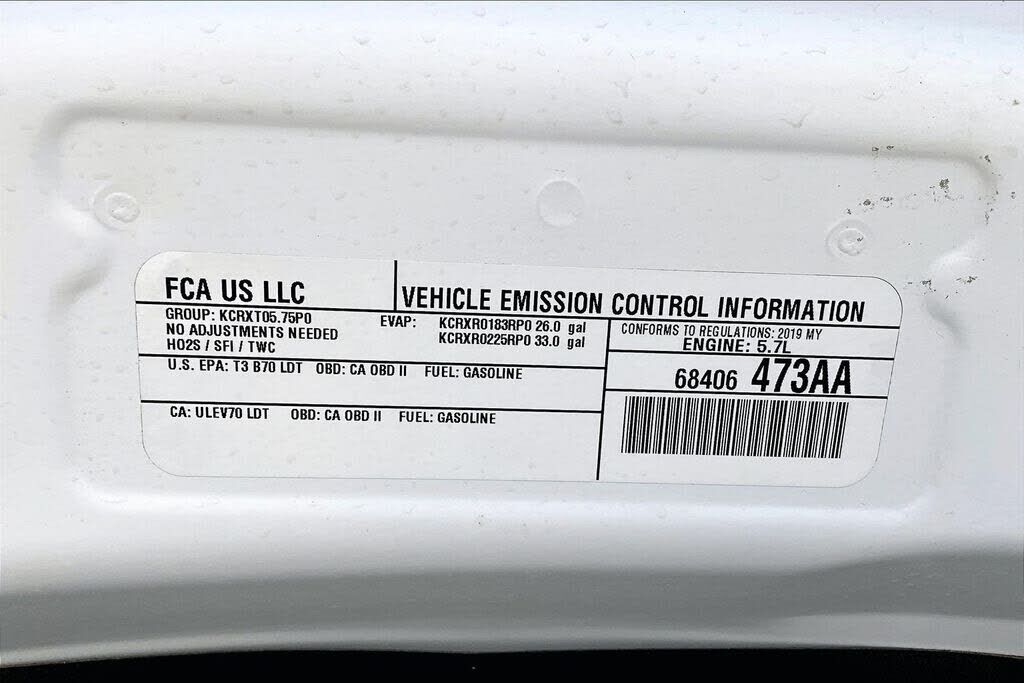 FCA US LLC
VEHICLE EMISSION CONTROL INFORMATION
GROUP: KCRXT05.75P0
NO ADJUSTMENTS NEEDED
HO2S / SFI / TWC
EVAP: KCRXR0183RP0 26.0 gal
KCRXR0225RP0 33.0 gal
CONFORMS TO REGULATIONS: 2019 MY
ENGINE: 5.7L
U.S. EPA: T3 B70 LDT OBD: CA OBD II FUEL: GASOLINE
68406 473AA
CA: ULEV70 LDT OBD: CA OBD II FUEL: GASOLINE